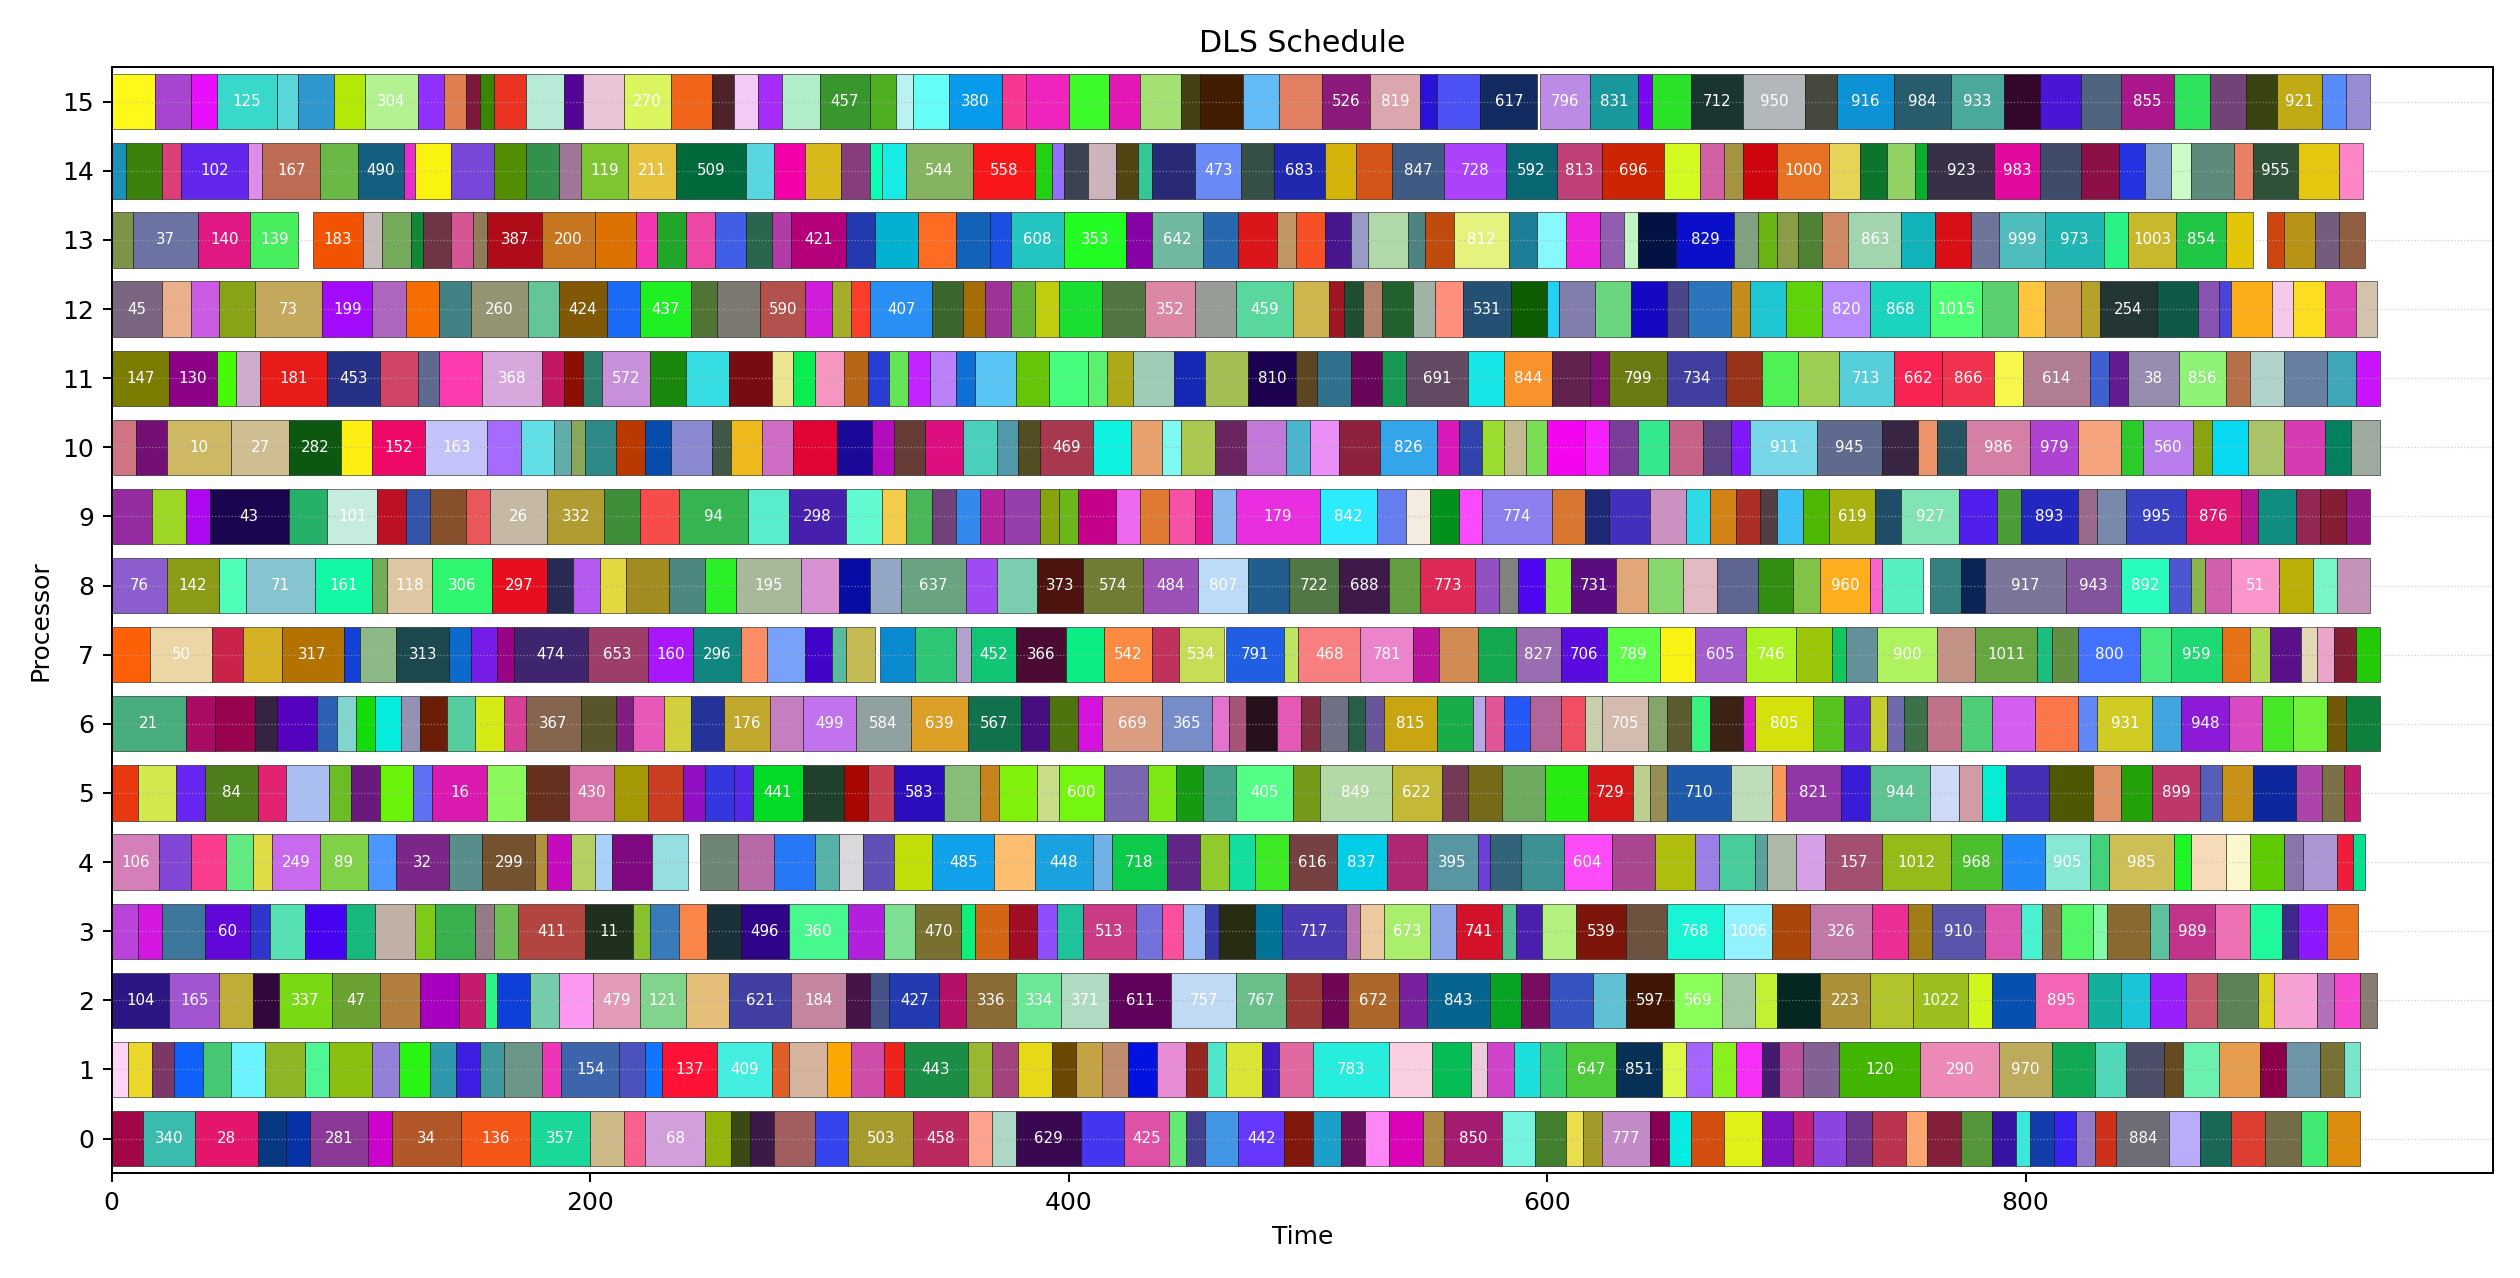 DLS Schedule
15 125 304 270 457 380 526 819 617 796 831 712 950 916 984 933 855 921
14 102 167 490 119 211 509 544 558 473 683 847 728 592 813 696 1000 923 983 955
13 37 140 139 183 387 200 421 608 353 642 812 829 863 999 973 1003 854
12 45 73 199 260 424 437 590 407 352 459 531 820 868 1015 254
11 147 130 181 453 368 572 810 691 844 799 734 713 662 866 614 38 856
10 10 27 282 152 163 469 826 911 945 986 979 560
9 43 101 26 332 94 298 179 842 774 619 927 893 995 876
8 76 142 71 161 118 306 297 195 637 373 574 484 807 722 688 773 731 960 917 943 892 51
7 50 317 313 474 653 160 296 452 366 542 534 791 468 781 827 706 789 605 746 900 1011 800 959
6 21 367 176 499 584 639 567 669 365 815 705 805 931 948
5 84 16 430 441 583 600 405 849 622 729 710 821 944 899
4 106 249 89 32 299 485 448 718 616 837 395 604 157 1012 968 905 985
3 60 411 11 496 360 470 513 717 673 741 539 768 1006 326 910 989
2 104 165 337 47 479 121 621 184 427 336 334 371 611 757 767 672 843 597 569 223 1022 895
1 154 137 409 443 783 647 851 120 290 970
0 340 28 281 34 136 357 68 503 458 629 425 442 850 777 884
0 200 400 600 800
Time
Processor